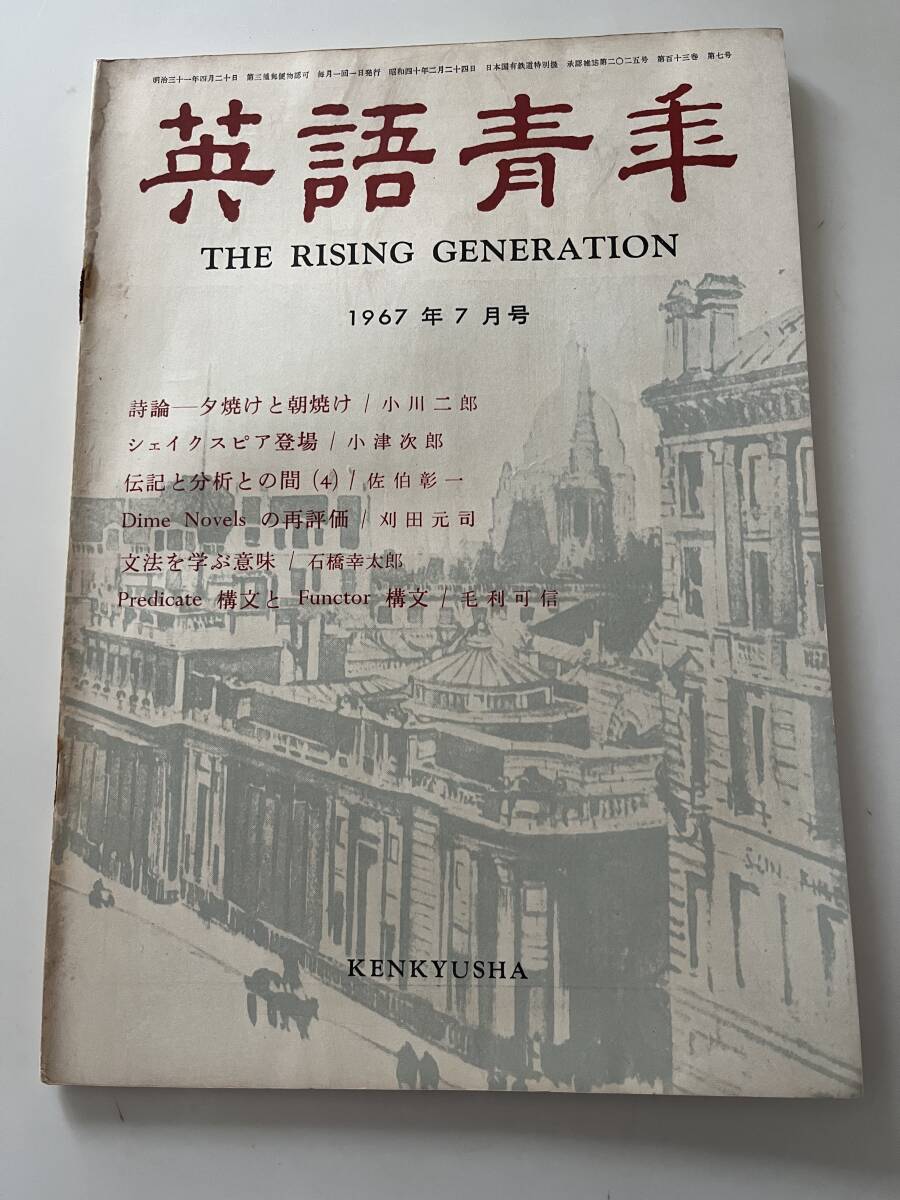 明治三十一年四月二十日 第三種郵便物認可 毎月一回一日発行 昭和四十年二月二十四日 日本国有鉄道特別扱 承認雑誌第二〇二五号 第百十三巻 第七号
英語青年
THE RISING GENERATION
1967年7月号
詩論—夕焼けと朝焼け / 小川二郎
シェイクスピア登場 / 小津次郎
伝記と分析との間 (4) / 佐伯彰一
Dime Novels の再評価 / 刈田元司
文法を学ぶ意味 / 石橋幸太郎
Predicate 構文と Functor 構文 / 毛利可信
KENKYUSHA